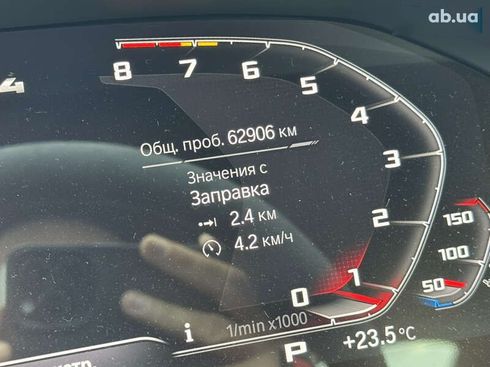 ab.ua
8 7 6
5
4
4
Общ. проб. 62906 км
3
Значения с
Заправка
2.4 км
2
150
4.2 км/ч
100
1
50
0
i
1/min x1000
P
+23.5°C